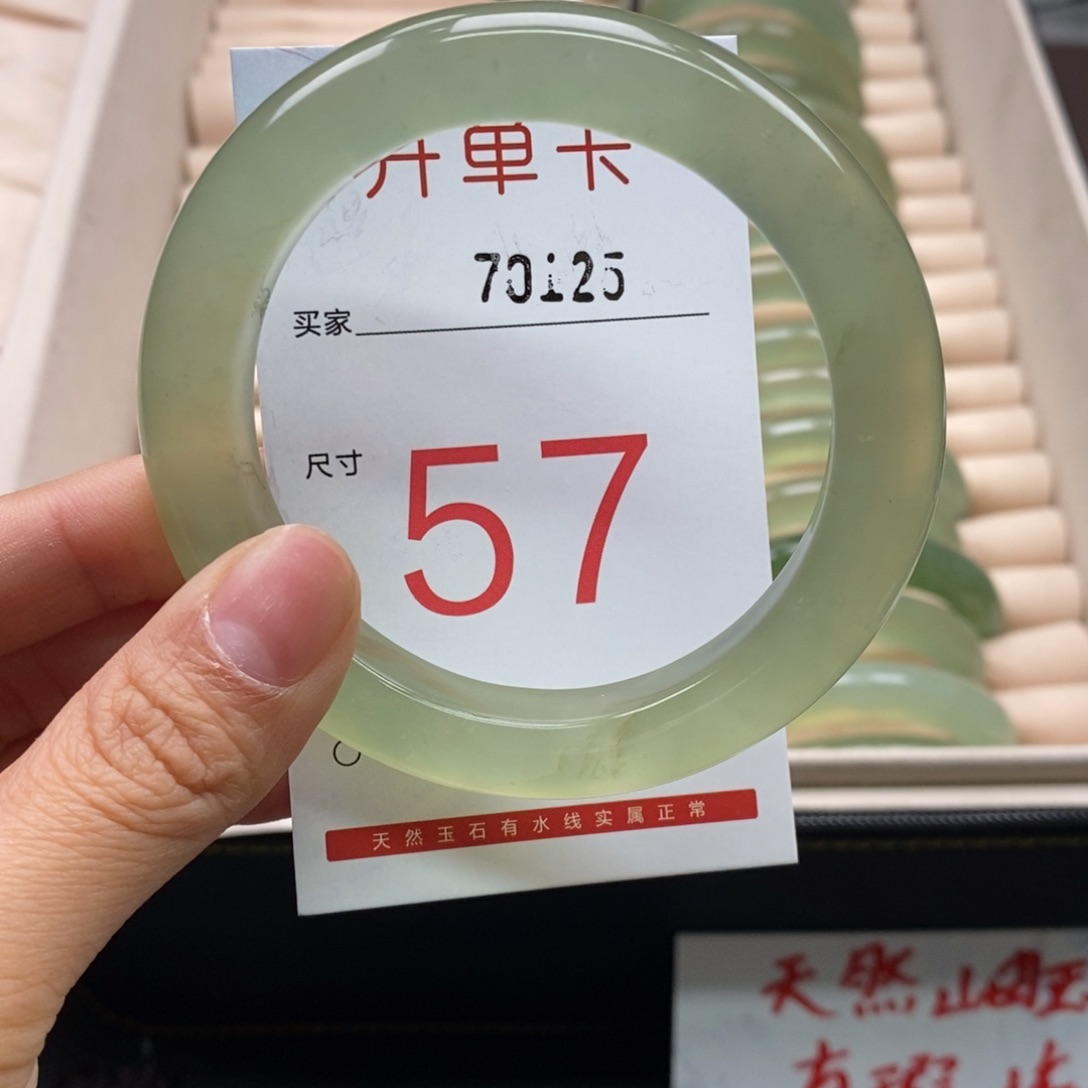 开单卡
70125
买家
尺寸
57
天然玉石有水线实属正常
天然